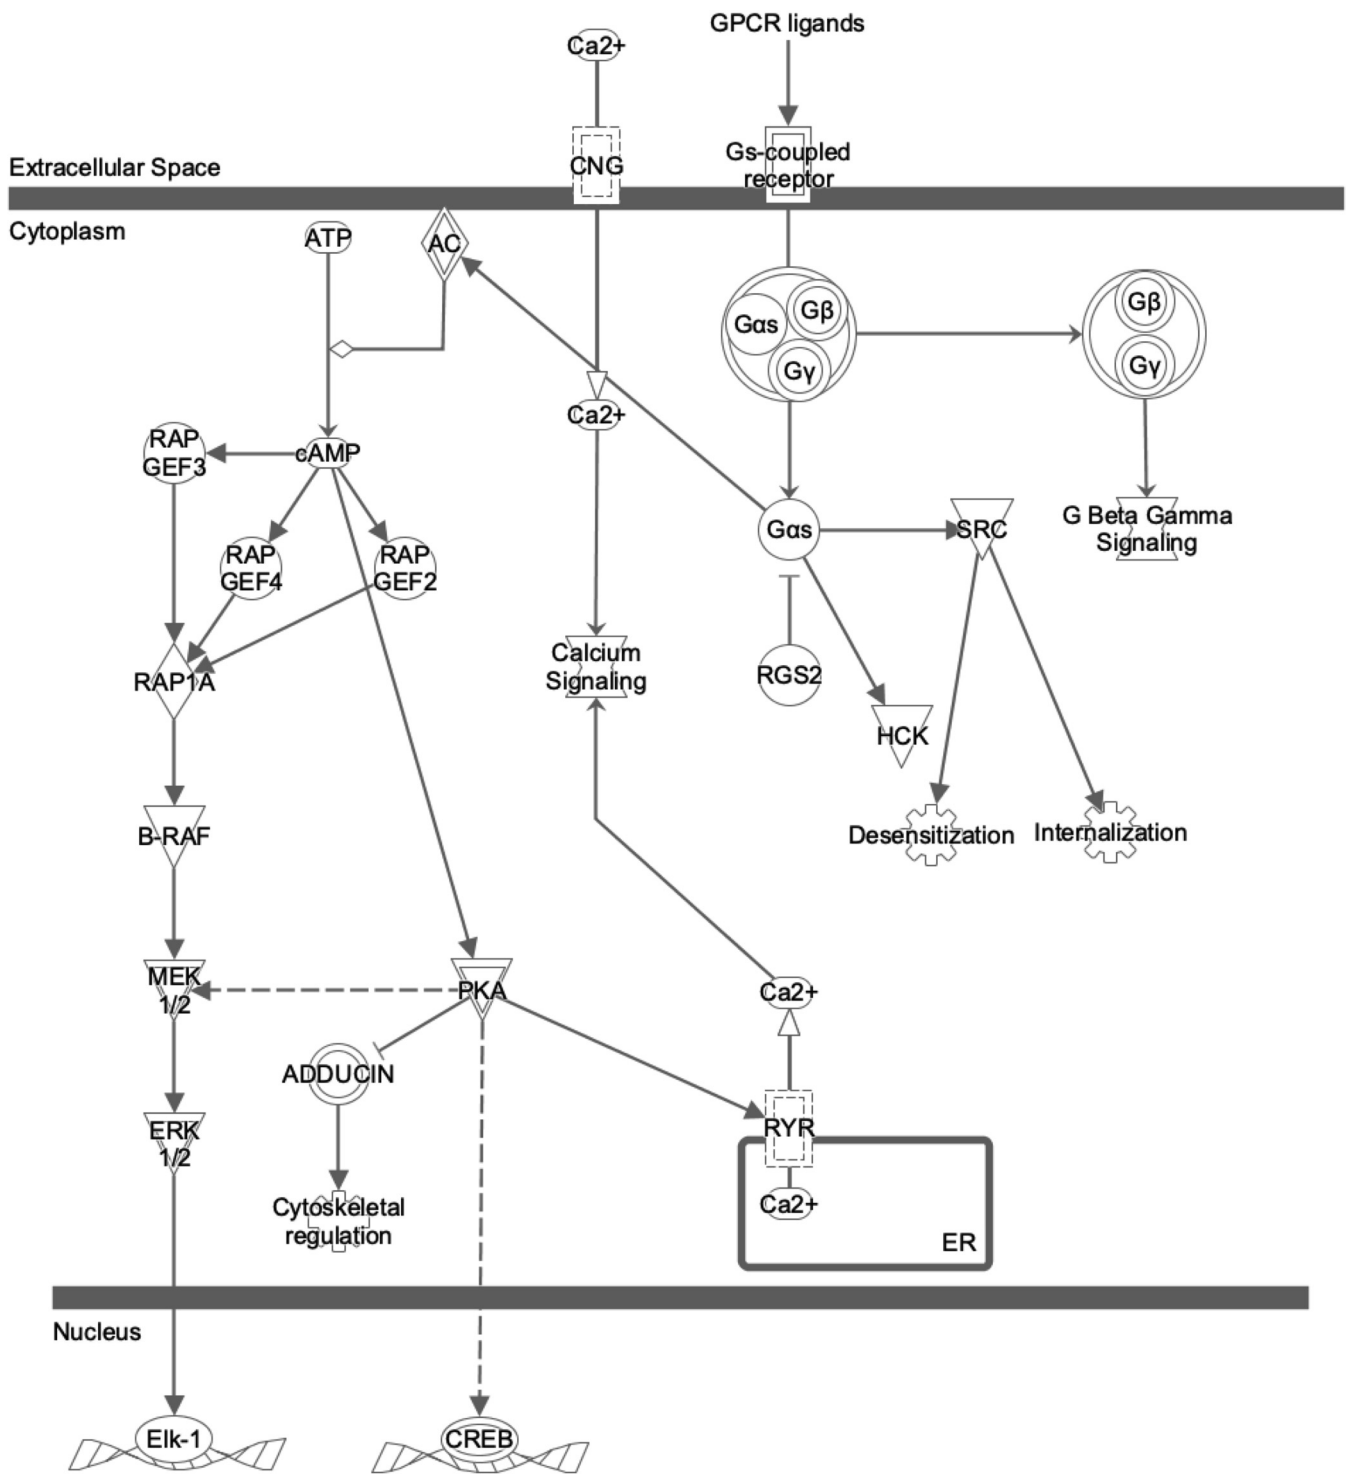 GPCR ligands
Ca2+
Extracellular Space
CNG
Gs-coupled
receptor
Cytoplasm
ATP
AC
Gαs
Gβ
Gγ
Gβ
Gγ
Ca2+
RAP
GEF3
cAMP
RAP
GEF4
RAP
GEF2
Gαs
SRC
G Beta Gamma
Signaling
RAP1A
Calcium
Signaling
RGS2
HCK
B-RAF
Desensitization
Internalization
MEK
1/2
PKA
Ca2+
ADDUCIN
ERK
1/2
RYR
Cytoskeletal
regulation
Ca2+
ER
Nucleus
Elk-1
CREB